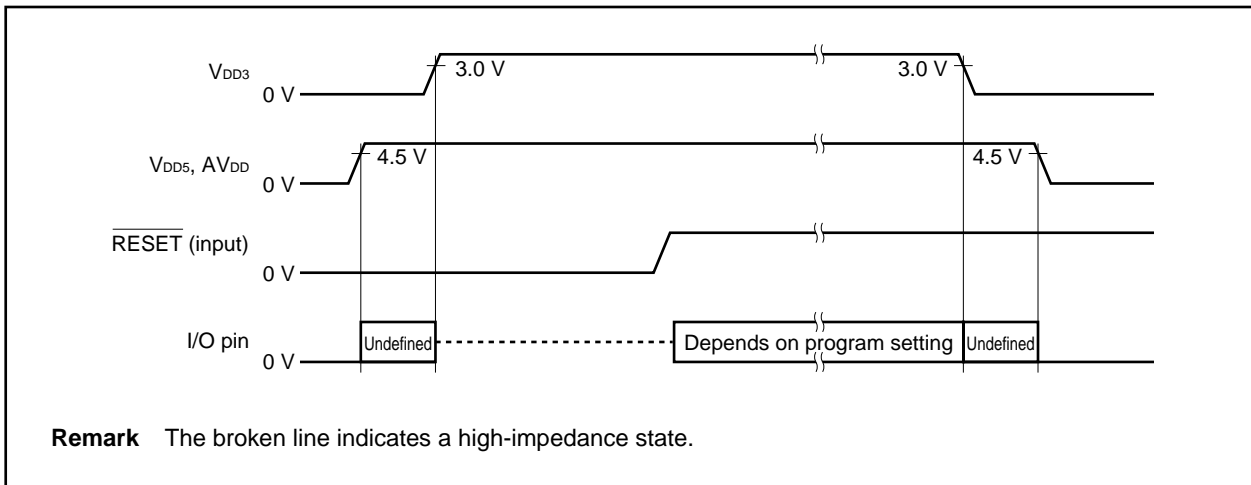 VDD3
3.0 V
3.0 V
0 V
VDD5, AVDD
4.5 V
4.5 V
0 V
RESET (input)
0 V
I/O pin
Undefined
Depends on program setting
Undefined
0 V
Remark The broken line indicates a high-impedance state.